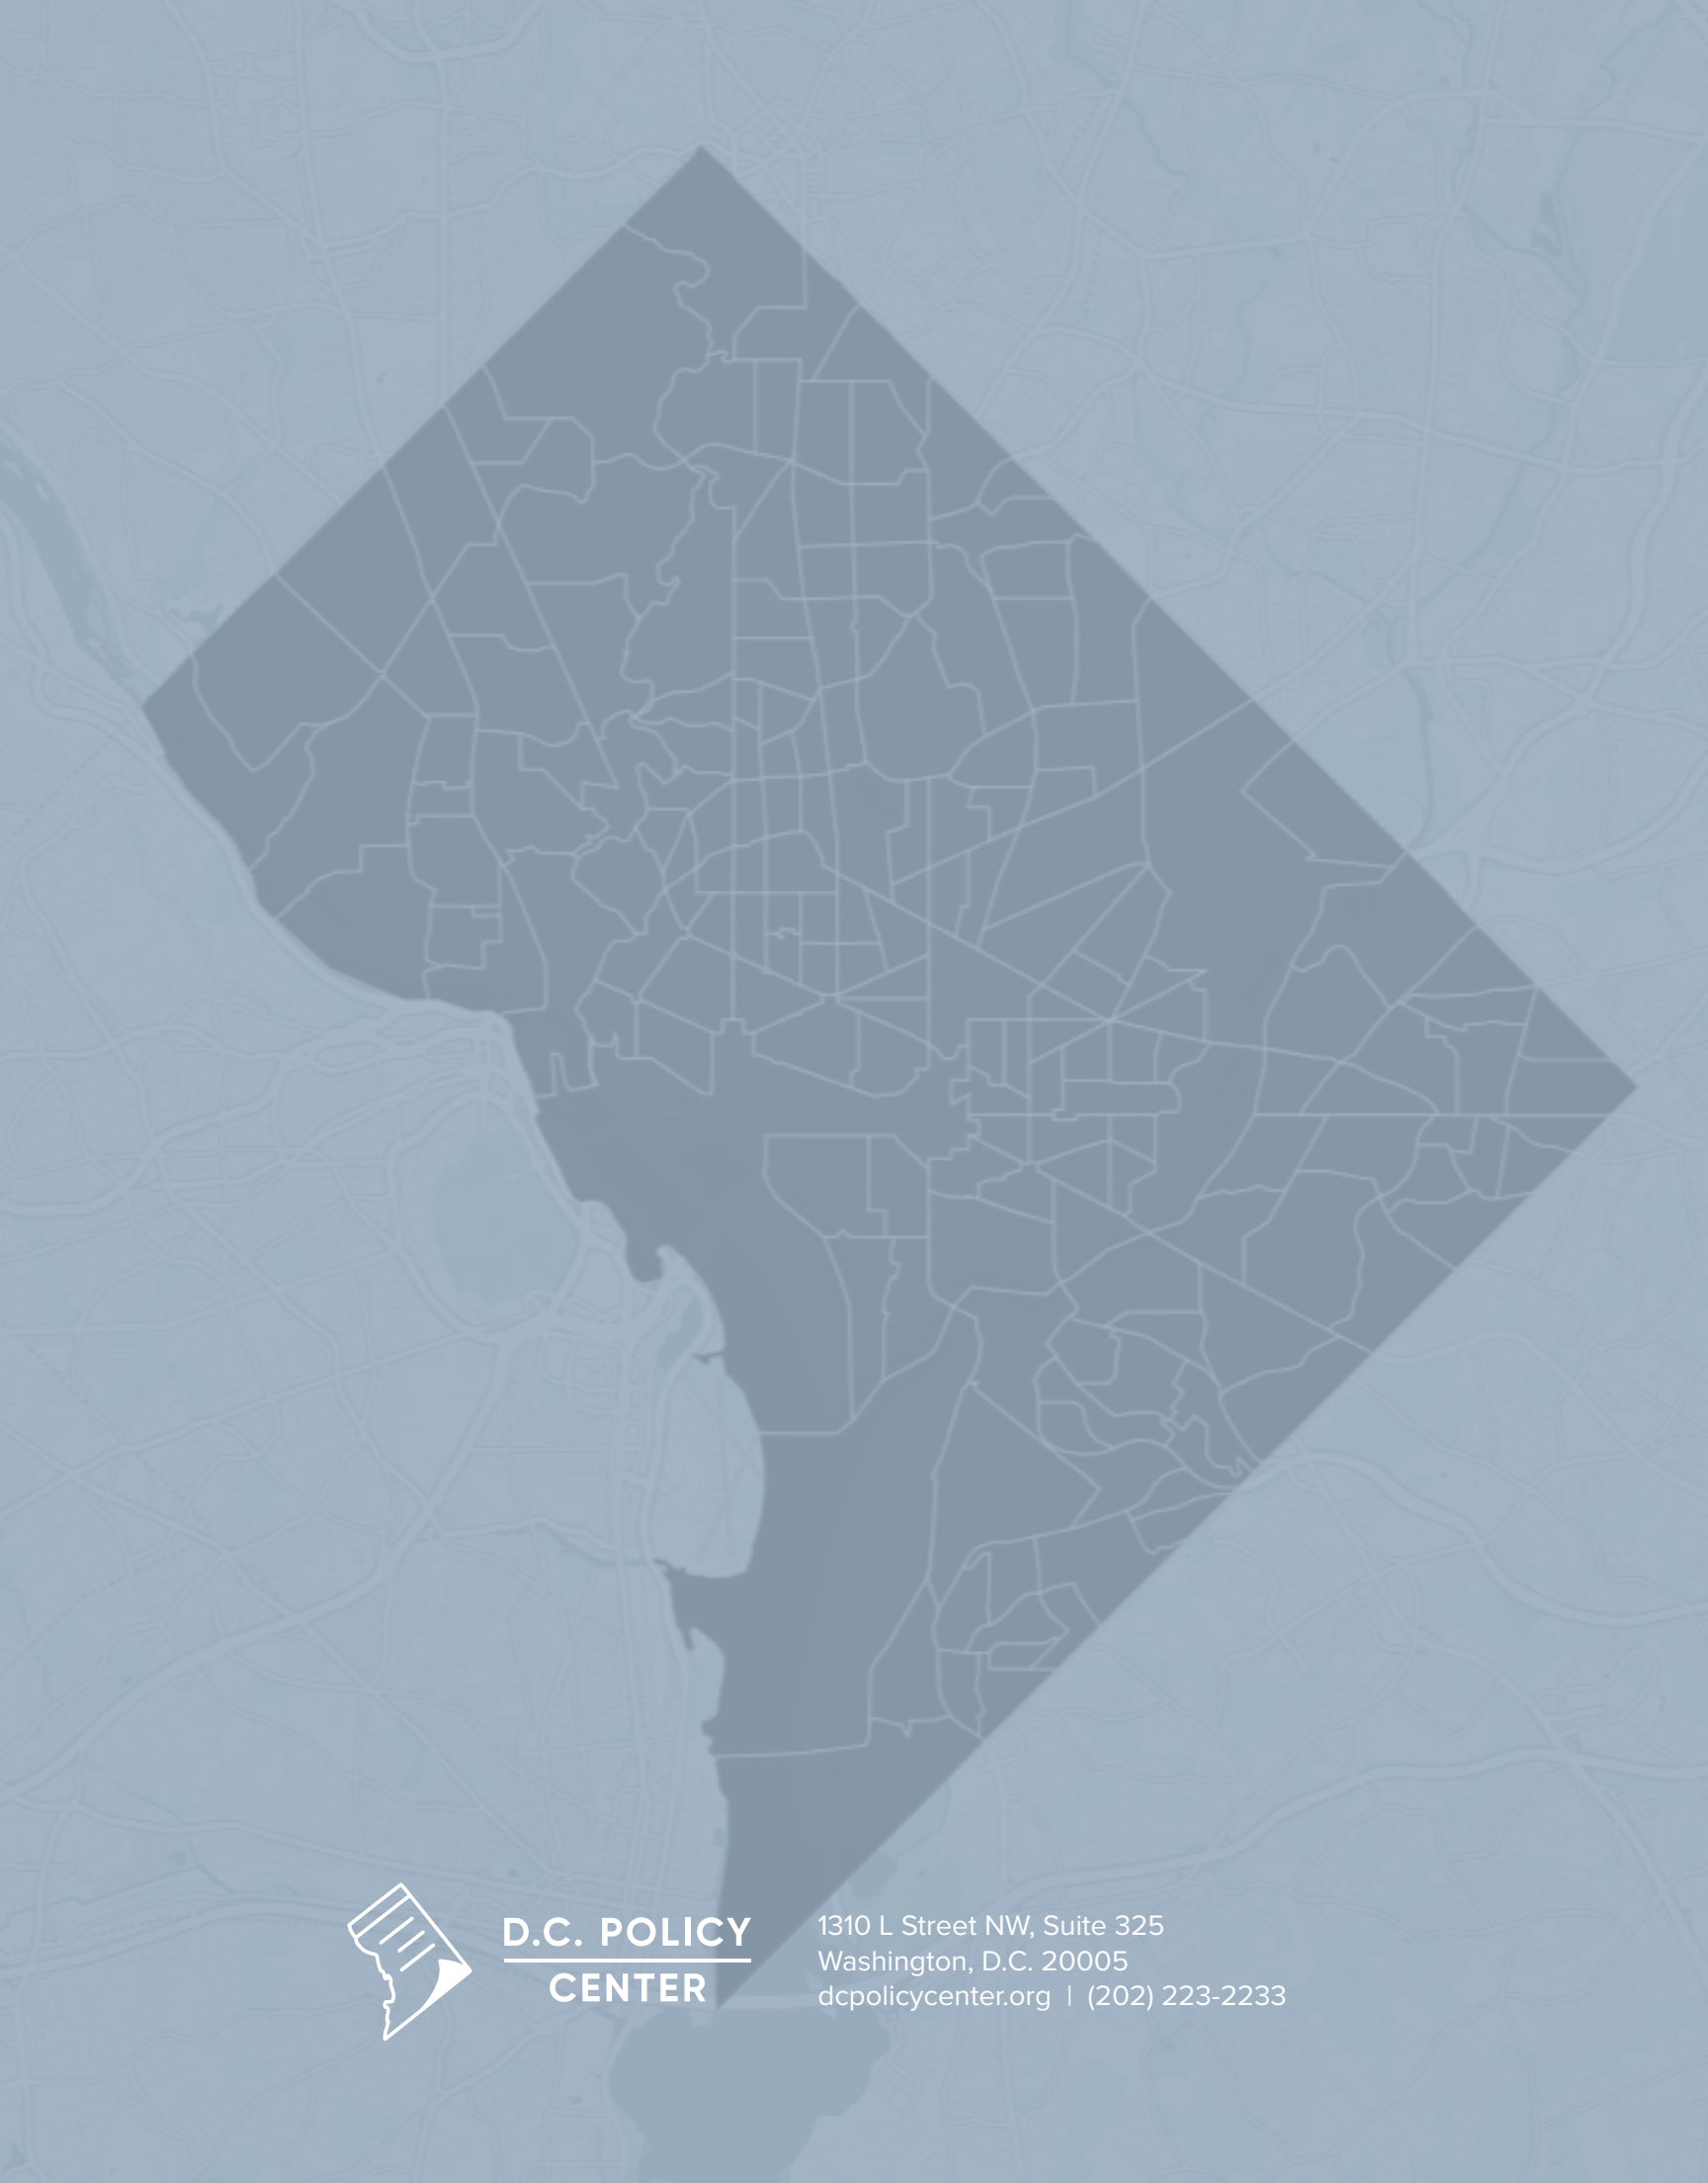 D.C. POLICY
CENTER
1310 L Street NW, Suite 325
Washington, D.C. 20005
dcpolicycenter.org | (202) 223-2233